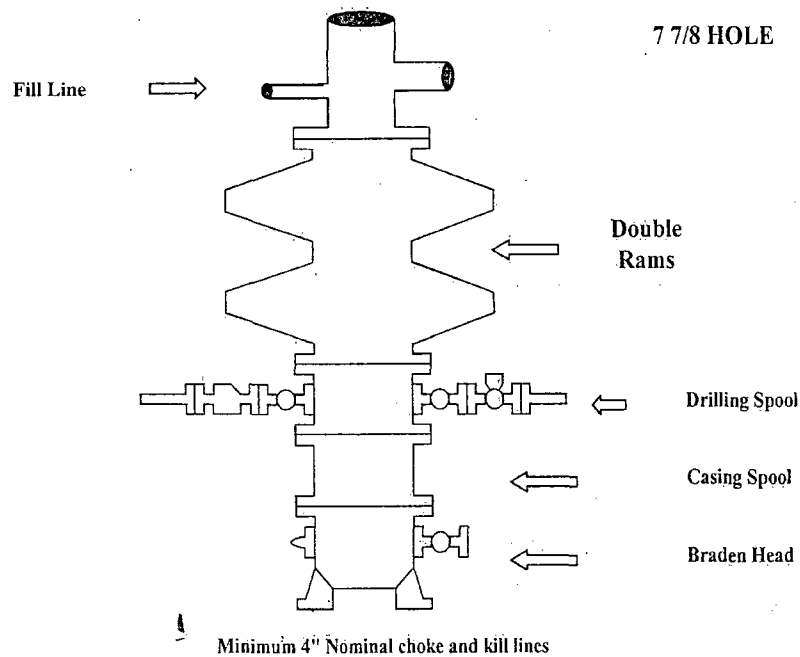 7 7/8 HOLE
Fill Line
Double
Rams
Drilling Spool
Casing Spool
Braden Head
Minimum 4" Nominal choke and kill lines